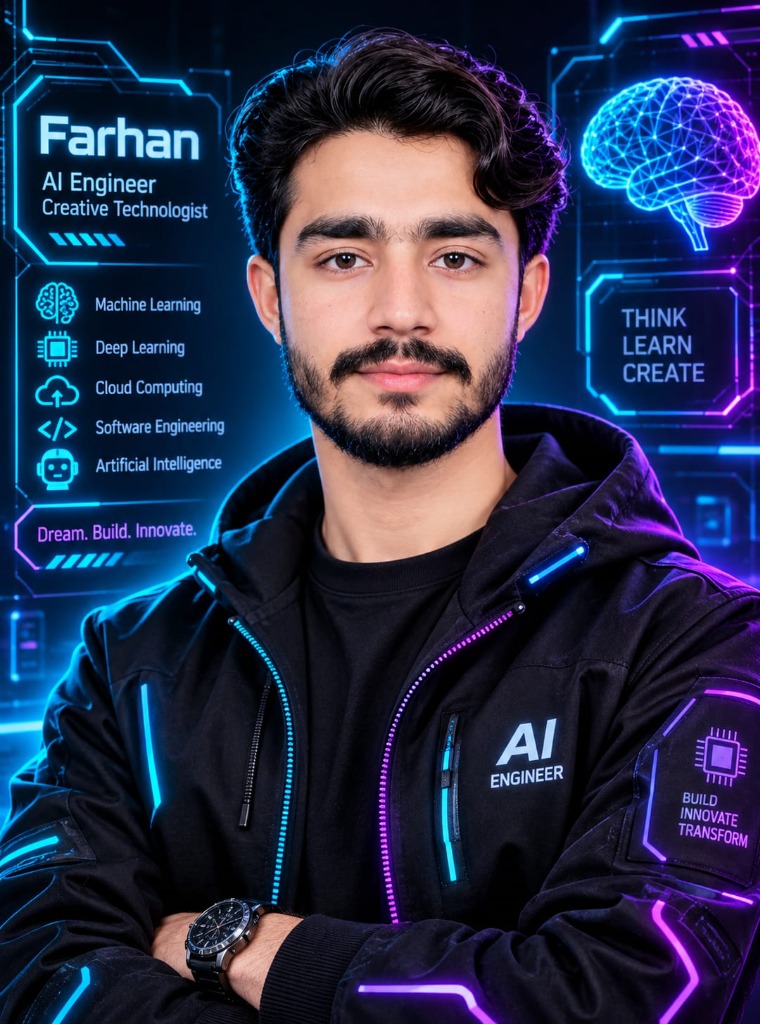 Farhan
AI Engineer
Creative Technologist
Machine Learning
Deep Learning
Cloud Computing
Software Engineering
Artificial Intelligence
Dream. Build. Innovate.
THINK
LEARN
CREATE
AI
ENGINEER
BUILD
INNOVATE
TRANSFORM